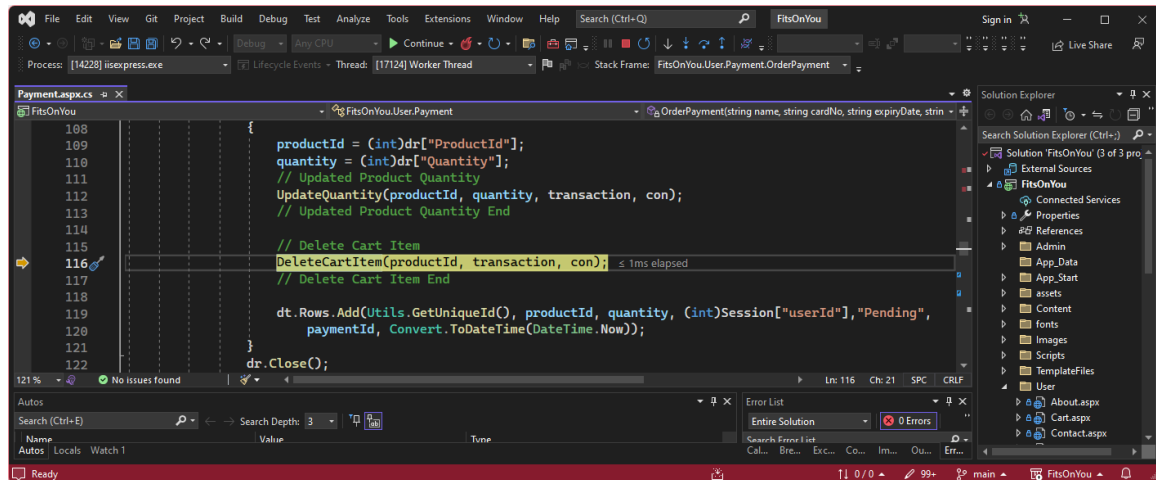 File Edit View Git Project Build Debug Test Analyze Tools Extensions Window Help Search (Ctrl+Q) FitsOnYou Sign in
Debug Any CPU Continue Live Share
Process: [14228] iisexpress.exe Lifecycle Events Thread: [17124] Worker Thread Stack Frame: FitsOnYou.User.Payment.OrderPayment
Payment.aspx.cs
FitsOnYou FitsOnYou.User.Payment OrderPayment(string name, string cardNo, string expiryDate, strin
108 {
109 productId = (int)dr["ProductId"];
110 quantity = (int)dr["Quantity"];
111 // Updated Product Quantity
112 UpdateQuantity(productId, quantity, transaction, con);
113 // Updated Product Quantity End
114
115 // Delete Cart Item
116 DeleteCartItem(productId, transaction, con); ≤ 1ms elapsed
117 // Delete Cart Item End
118
119 dt.Rows.Add(Utils.GetUniqueId(), productId, quantity, (int)Session["userId"],"Pending",
120 paymentId, Convert.ToDateTime(DateTime.Now));
121 }
122 dr.Close();
121 % No issues found Ln: 116 Ch: 21 SPC CRLF
Autos
Search (Ctrl+E) Search Depth: 3
Name Value Type
Autos Locals Watch 1
Error List
Entire Solution 0 Errors
Search Error List
Cal... Bre... Exc... Co... Im... Ou... Err...
Solution Explorer
Search Solution Explorer (Ctrl+;)
Solution 'FitsOnYou' (3 of 3 proj
External Sources
FitsOnYou
Connected Services
Properties
References
Admin
App_Data
App_Start
assets
Content
fonts
Images
Scripts
TemplateFiles
User
About.aspx
Cart.aspx
Contact.aspx
Ready 0 / 0 99+ main FitsOnYou